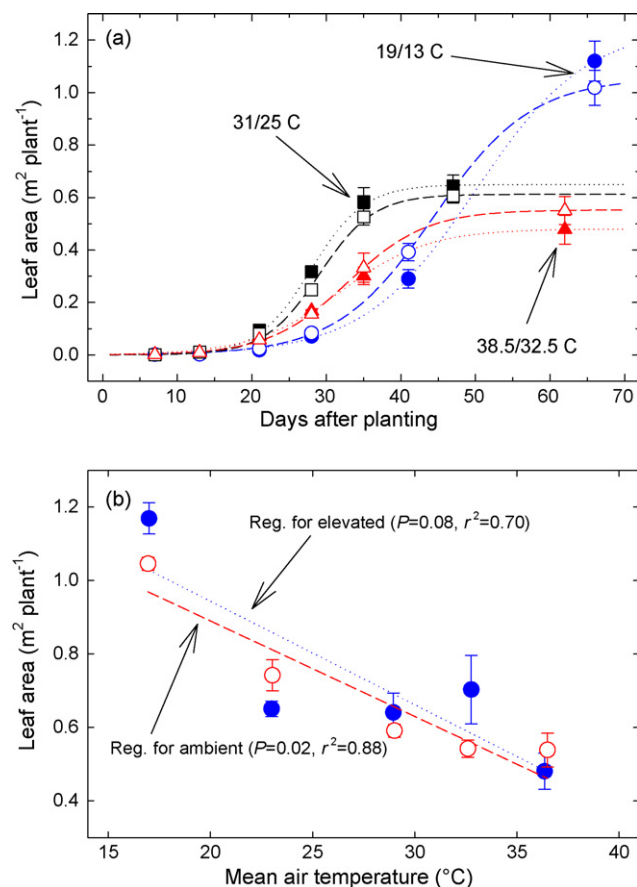 (a)
19/13 C
31/25 C
38.5/32.5 C
Leaf area (m² plant⁻¹)
1.2
1.0
0.8
0.6
0.4
0.2
0.0
0 10 20 30 40 50 60 70
Days after planting
(b)
Reg. for elevated (P=0.08, r²=0.70)
Reg. for ambient (P=0.02, r²=0.88)
Leaf area (m² plant⁻¹)
1.2
1.0
0.8
0.6
0.4
15 20 25 30 35 40
Mean air temperature (°C)